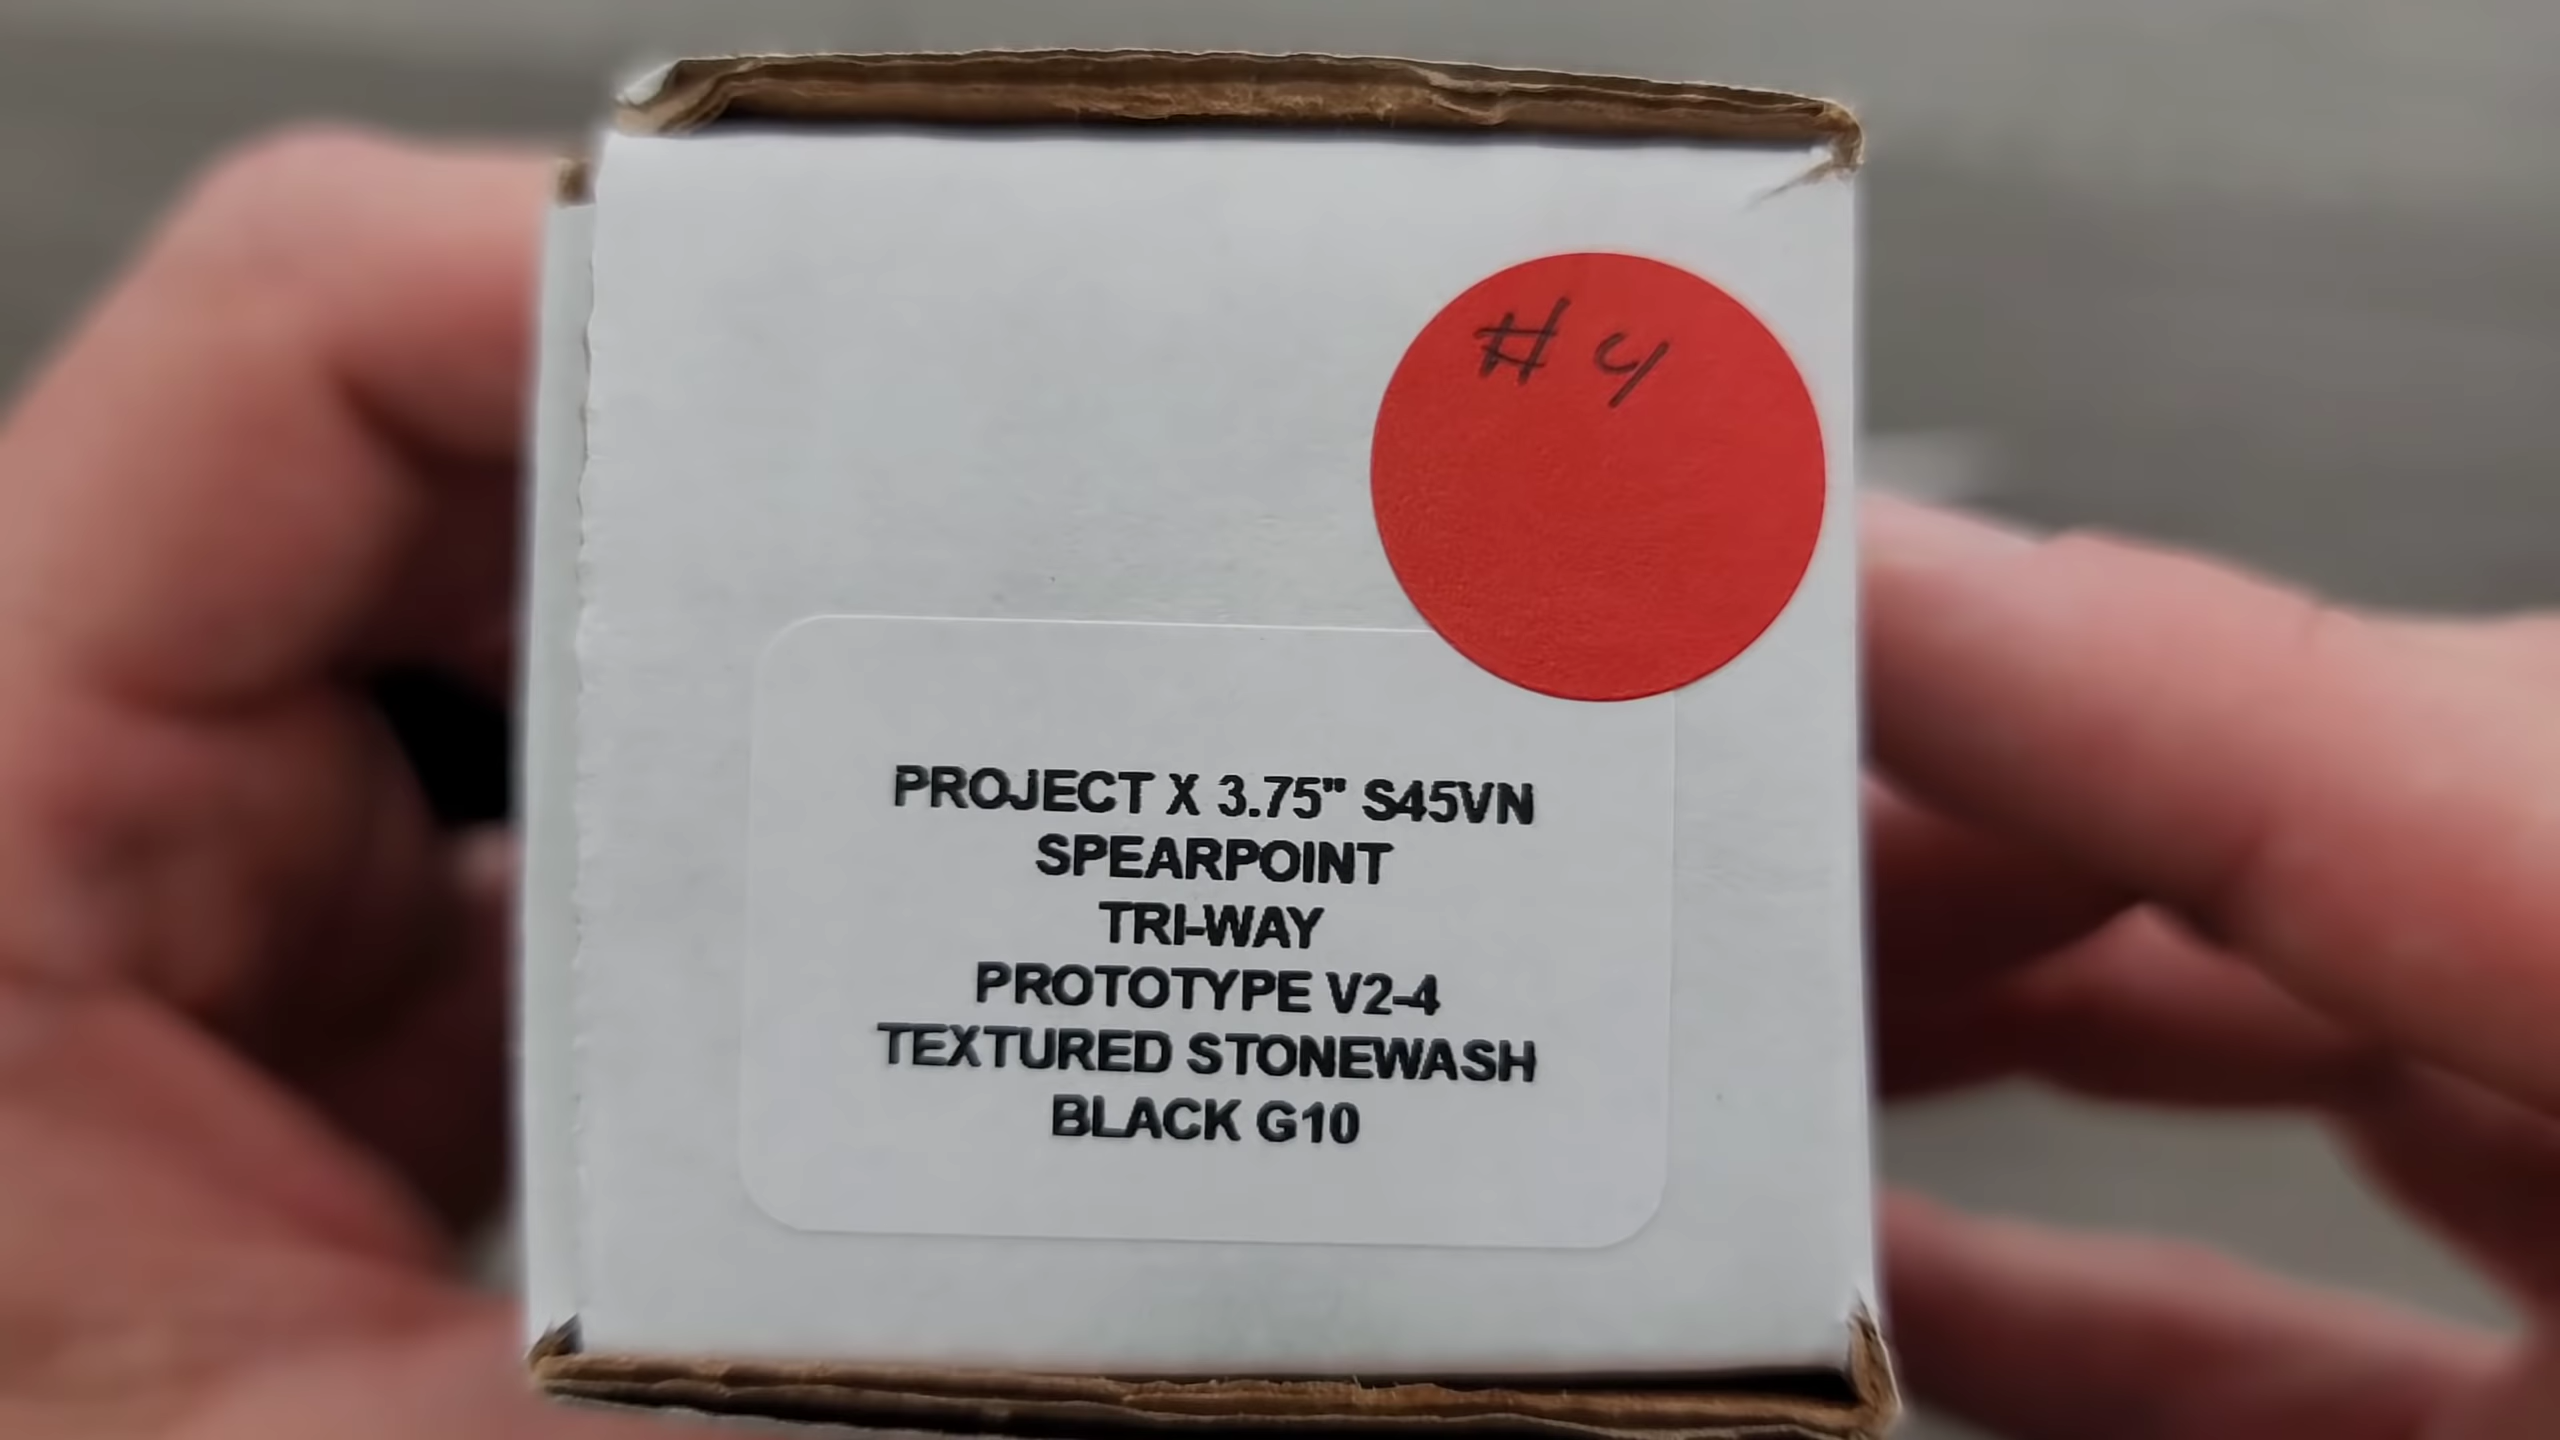 #4
PROJECT X 3.75" S45VN
SPEARPOINT
TRI-WAY
PROTOTYPE V2-4
TEXTURED STONEWASH
BLACK G10